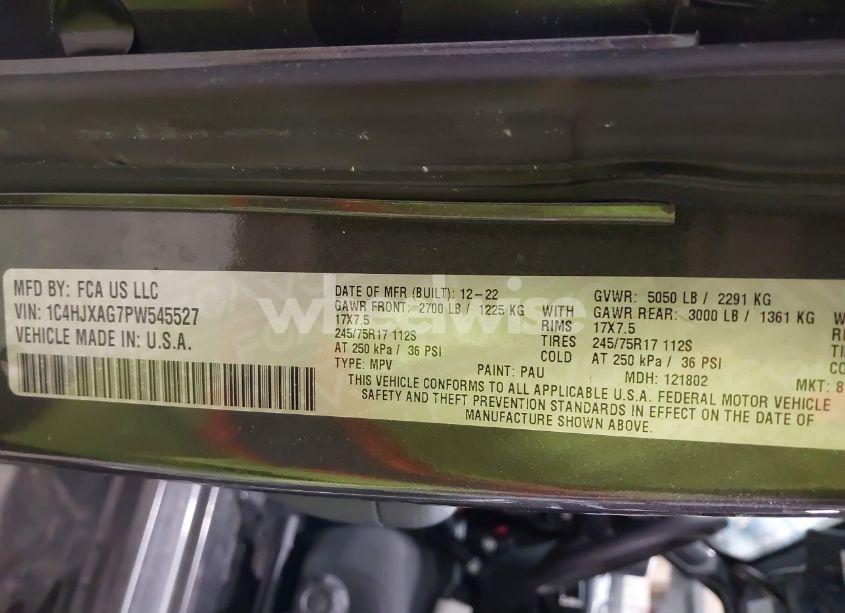 MFD BY: FCA US LLC
VIN: 1C4HJXAG7PW545527
VEHICLE MADE IN: U.S.A.
DATE OF MFR (BUILT): 12-22
GAWR FRONT: 2700 LB / 1225 KG WITH
17X7.5 RIMS
245/75R17 112S TIRES
AT 250 kPa / 36 PSI COLD
TYPE: MPV PAINT: PAU
GVWR: 5050 LB / 2291 KG
GAWR REAR: 3000 LB / 1361 KG
17X7.5
245/75R17 112S
AT 250 kPa / 36 PSI
MDH: 121802 MKT: 8
THIS VEHICLE CONFORMS TO ALL APPLICABLE U.S.A. FEDERAL MOTOR VEHICLE
SAFETY AND THEFT PREVENTION STANDARDS IN EFFECT ON THE DATE OF
MANUFACTURE SHOWN ABOVE.
wheelwise